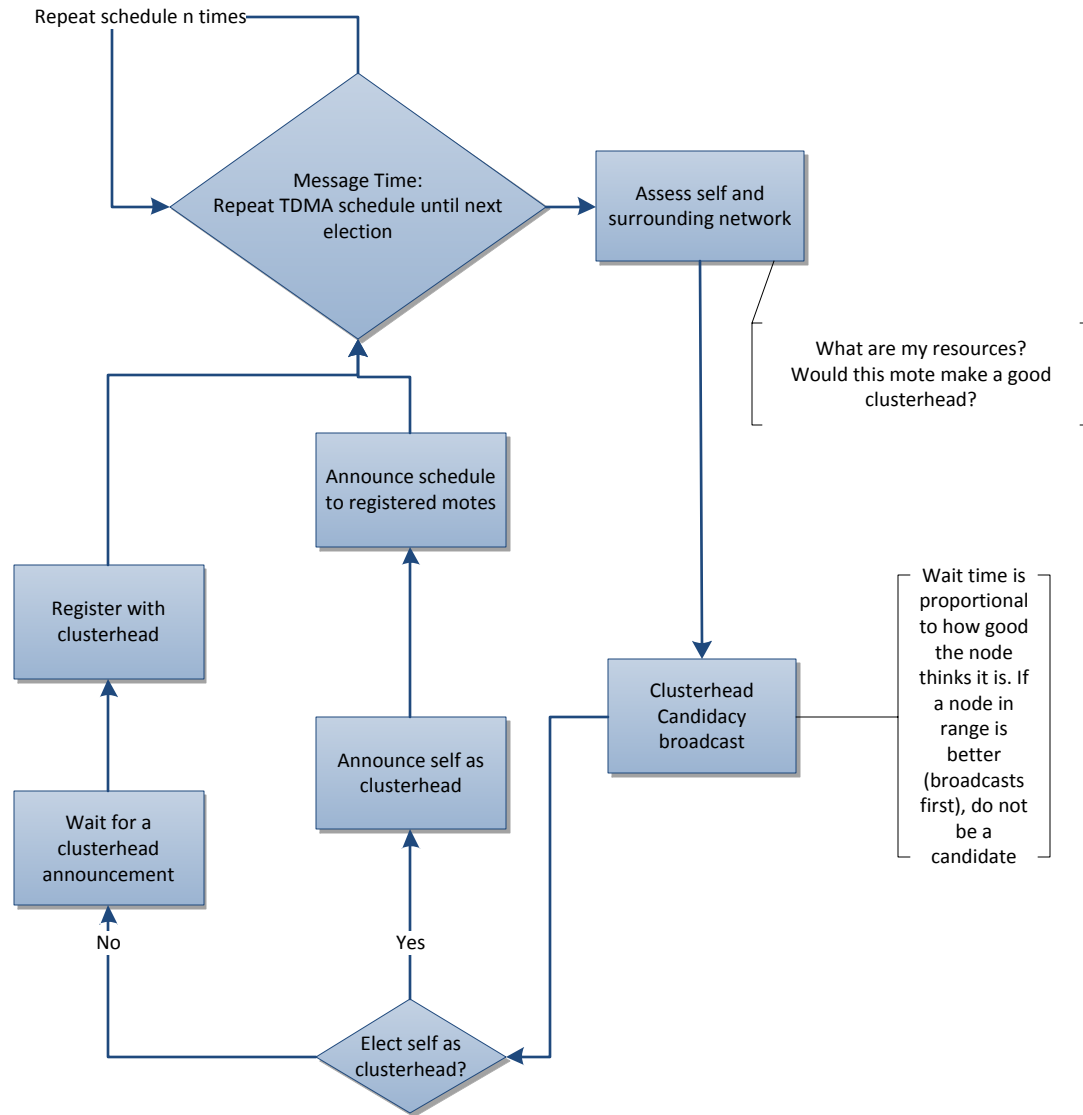 Repeat schedule n times
Message Time:
Repeat TDMA schedule until next
election
Assess self and
surrounding network
What are my resources?
Would this mote make a good
clusterhead?
Announce schedule
to registered motes
Register with
clusterhead
Wait time is
proportional
to how good
the node
thinks it is. If
a node in
range is
better
(broadcasts
first), do not
be a
candidate
Clusterhead
Candidacy
broadcast
Announce self as
clusterhead
Wait for a
clusterhead
announcement
No
Yes
Elect self as
clusterhead?